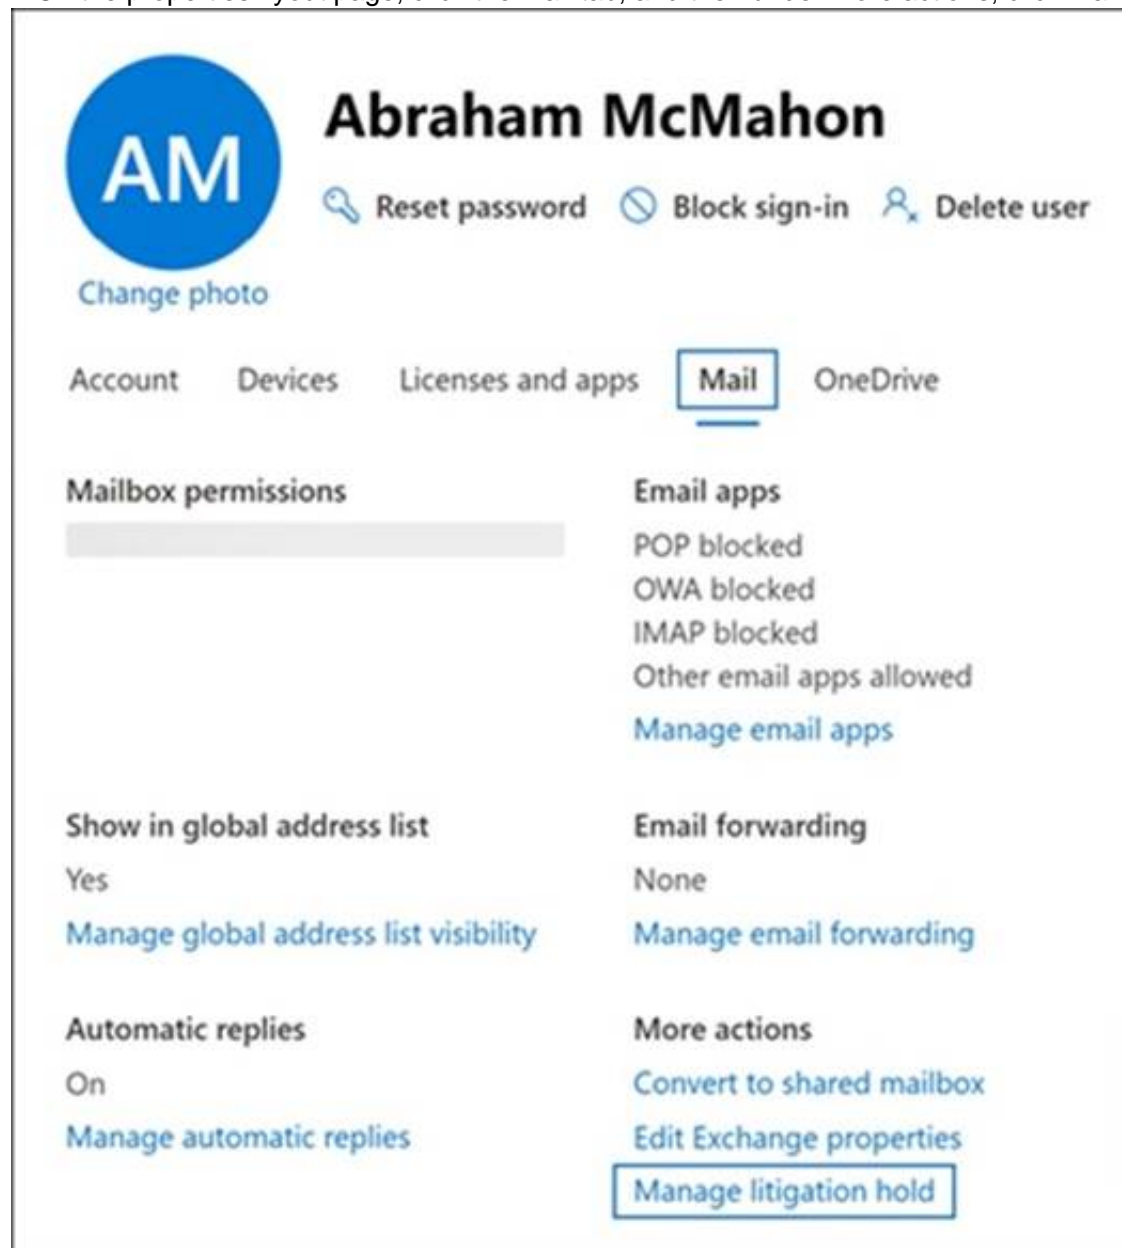 Abraham McMahon
AM
Reset password Block sign-in Delete user
Change photo
Account Devices Licenses and apps Mail OneDrive
Mailbox permissions
Email apps
POP blocked
OWA blocked
IMAP blocked
Other email apps allowed
Manage email apps
Show in global address list
Yes
Manage global address list visibility
Email forwarding
None
Manage email forwarding
Automatic replies
On
Manage automatic replies
More actions
Convert to shared mailbox
Edit Exchange properties
Manage litigation hold